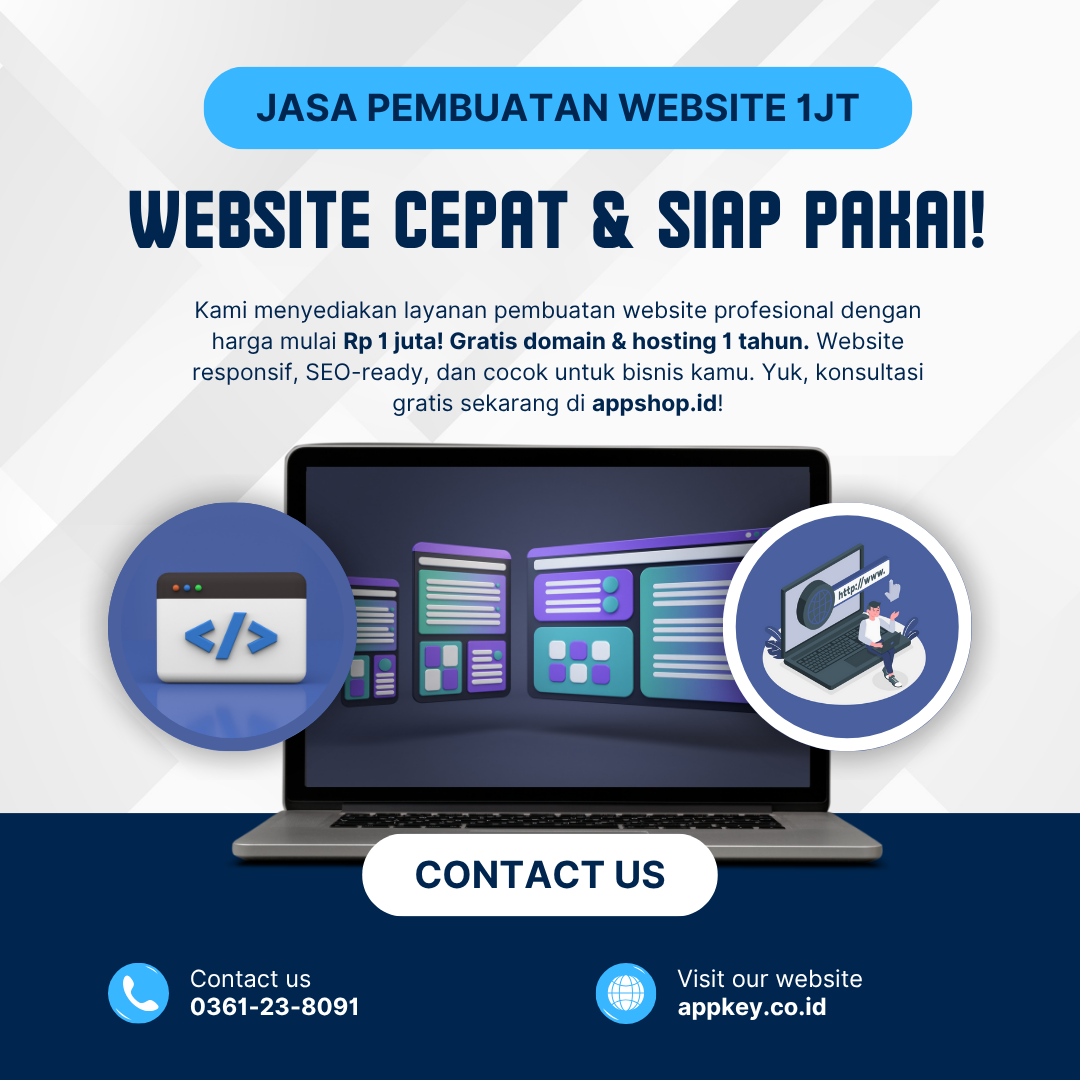 JASA PEMBUATAN WEBSITE 1JT
WEBSITE CEPAT & SIAP PAKAI!
Kami menyediakan layanan pembuatan website profesional dengan
harga mulai Rp 1 juta! Gratis domain & hosting 1 tahun. Website
responsif, SEO-ready, dan cocok untuk bisnis kamu. Yuk, konsultasi
gratis sekarang di appshop.id!
</>
http://www.
CONTACT US
Contact us
0361-23-8091
Visit our website
appkey.co.id